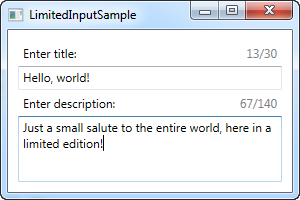 LimitedInputSample
Enter title: 13/30
Hello, world!
Enter description: 67/140
Just a small salute to the entire world, here in a
limited edition!